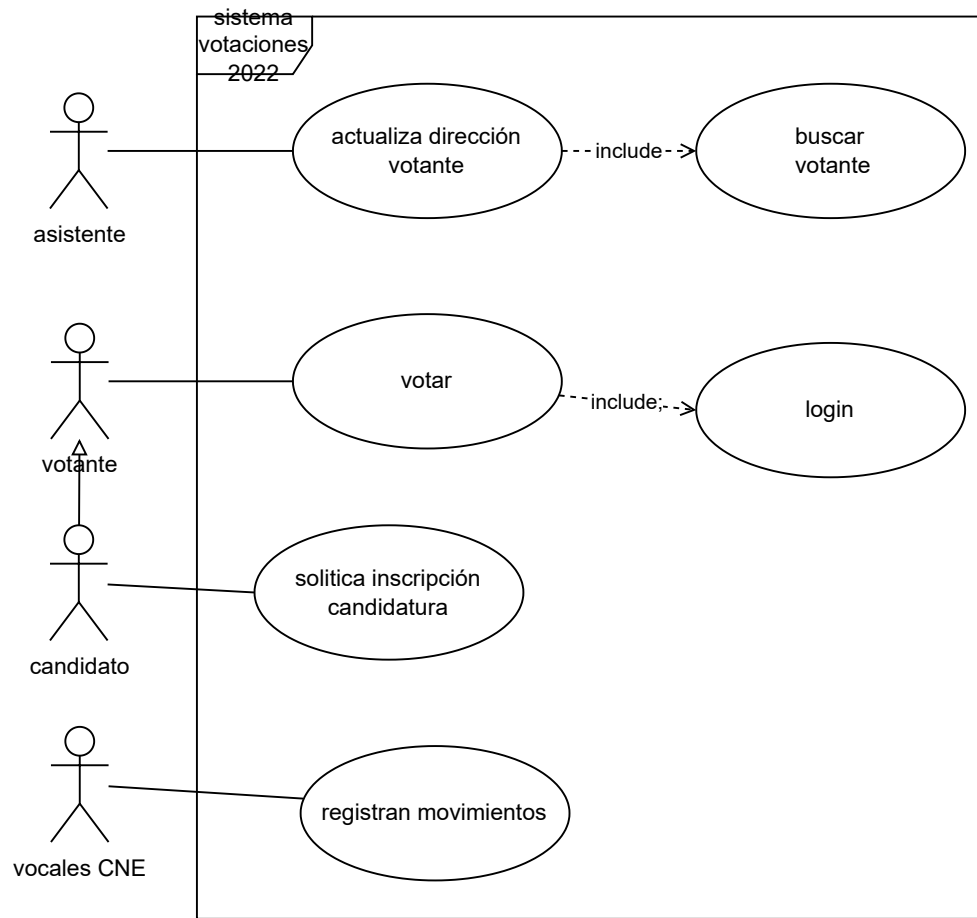 sistema
votaciones
2022
actualiza dirección
votante
include
buscar
votante
asistente
votar
include;
login
votante
solitica inscripción
candidatura
candidato
registran movimientos
vocales CNE